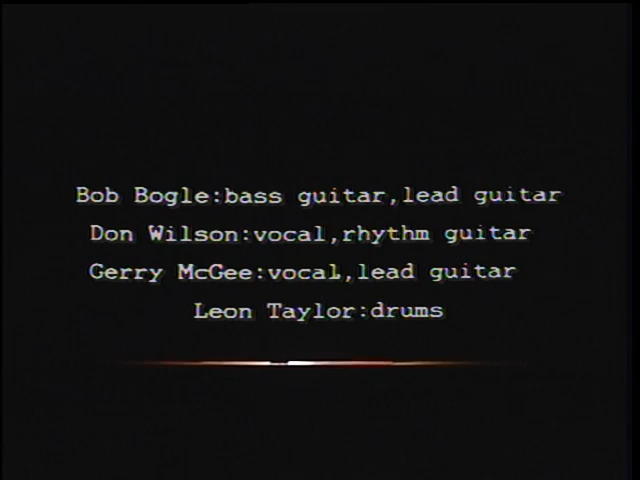 Bob Bogle:bass guitar,lead guitar
Don Wilson:vocal,rhythm guitar
Gerry McGee:vocal,lead guitar
Leon Taylor:drums